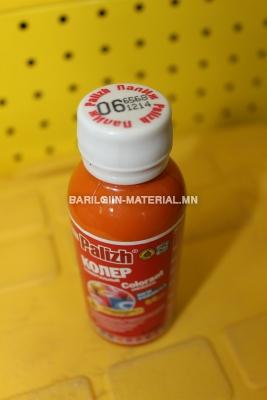 Palizh Палиж
06 6568
1214
BARILGIIN-MATERIAL.MN
Palizh®
КОЛЕР
Colorant